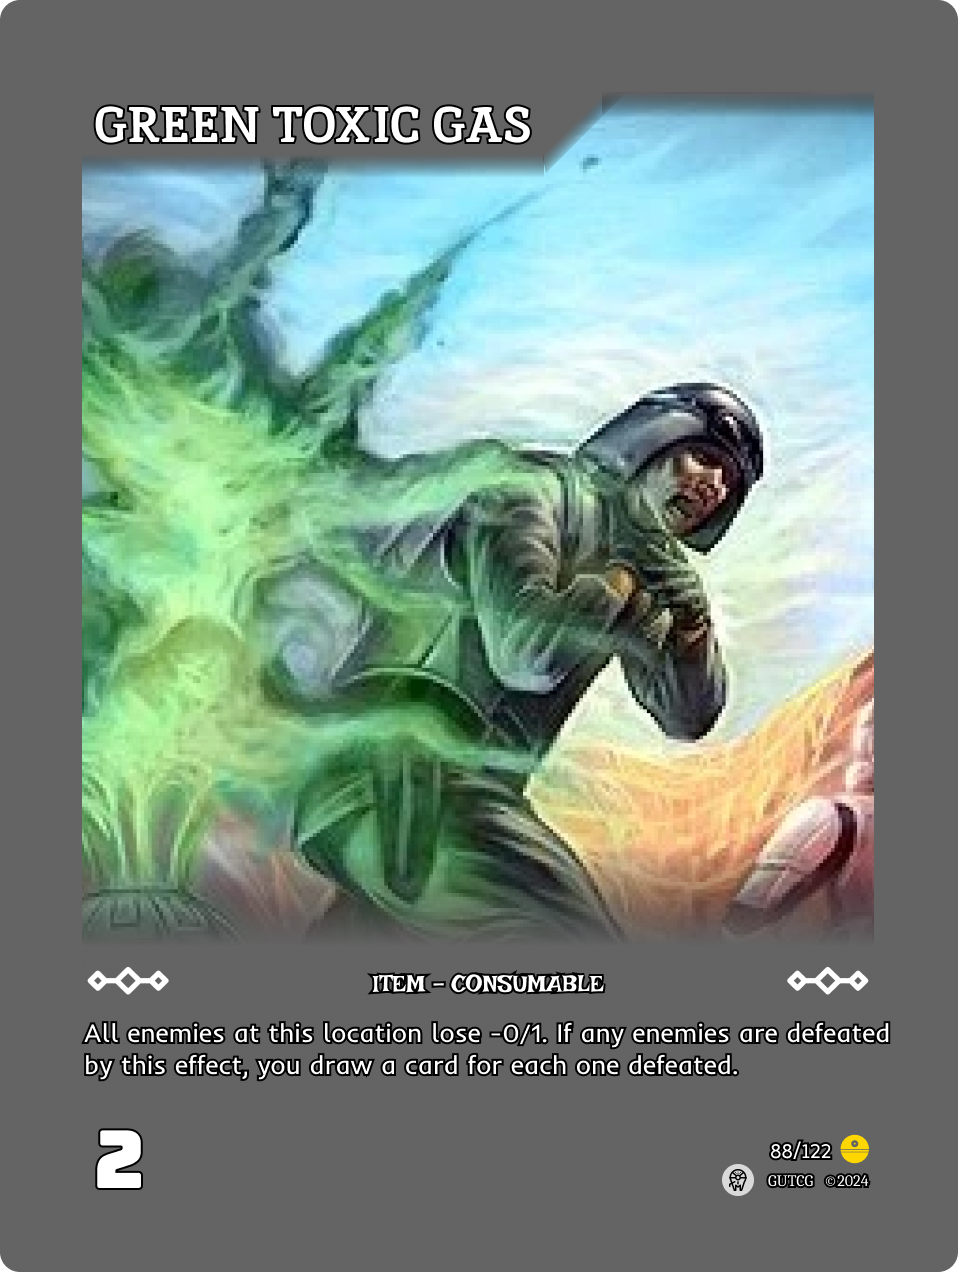 GREEN TOXIC GAS
ITEM - CONSUMABLE
All enemies at this location lose -0/1. If any enemies are defeated
by this effect, you draw a card for each one defeated.
2
88/122
GUTCG ©2024